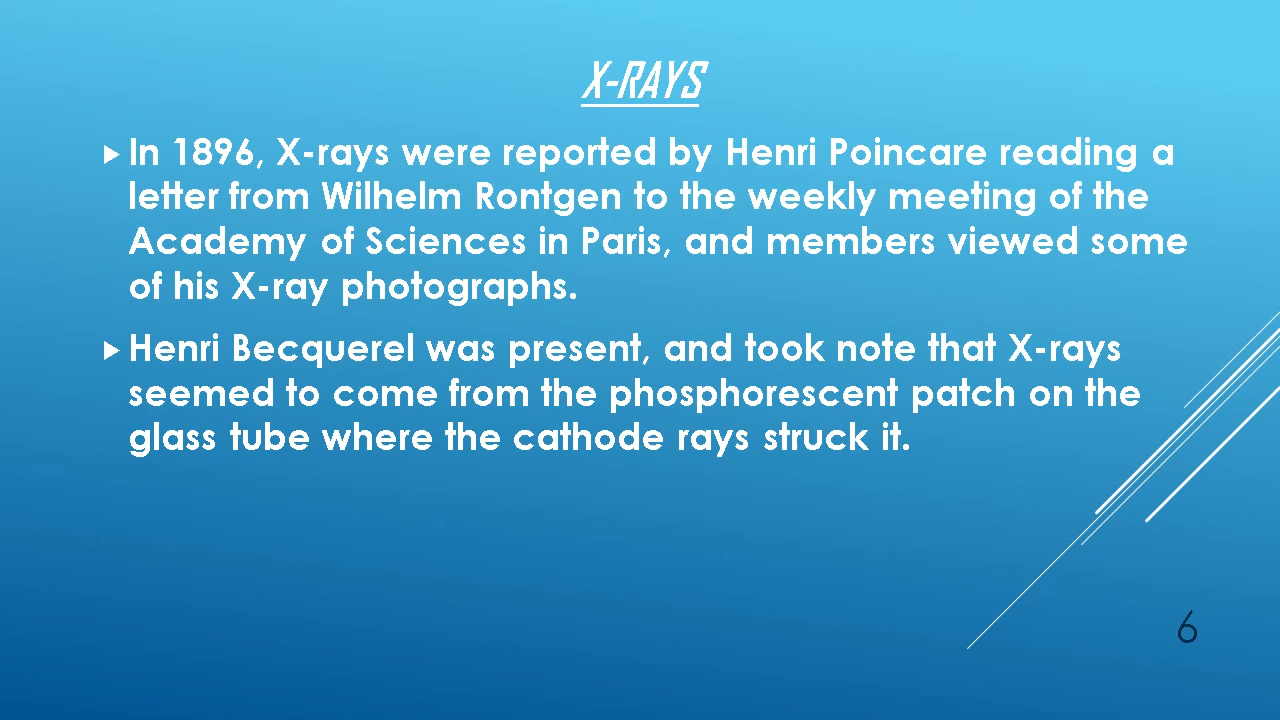 X-RAYS
In 1896, X-rays were reported by Henri Poincare reading a
letter from Wilhelm Rontgen to the weekly meeting of the
Academy of Sciences in Paris, and members viewed some
of his X-ray photographs.
Henri Becquerel was present, and took note that X-rays
seemed to come from the phosphorescent patch on the
glass tube where the cathode rays struck it.
6